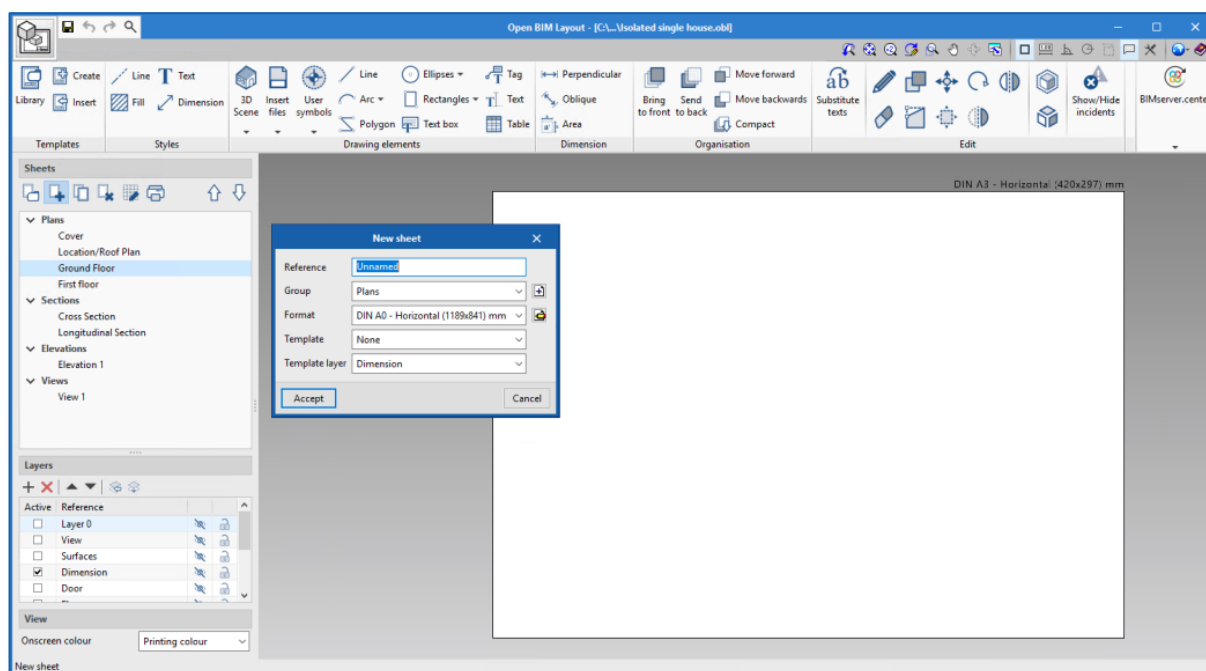 Open BIM Layout - [C:\...\Isolated single house.obl]
Library
Create
Insert
Templates
Line
Text
Fill
Dimension
Styles
3D Scene
Insert files
User symbols
Line
Ellipses
Tag
Arc
Rectangles
Text
Polygon
Text box
Table
Drawing elements
Perpendicular
Oblique
Area
Dimension
Bring to front
Send to back
Move forward
Move backwards
Compact
Organisation
ab
Substitute texts
Edit
Show/Hide incidents
BIMserver.cente
Sheets
Plans
Cover
Location/Roof Plan
Ground Floor
First floor
Sections
Cross Section
Longitudinal Section
Elevations
Elevation 1
Views
View 1
DIN A3 - Horizontal (420x297) mm
New sheet
Reference Unnamed
Group Plans
Format DIN A0 - Horizontal (1189x841) mm
Template None
Template layer Dimension
Accept Cancel
Layers
Active Reference
Layer 0
View
Surfaces
Dimension
Door
View
Onscreen colour Printing colour
New sheet